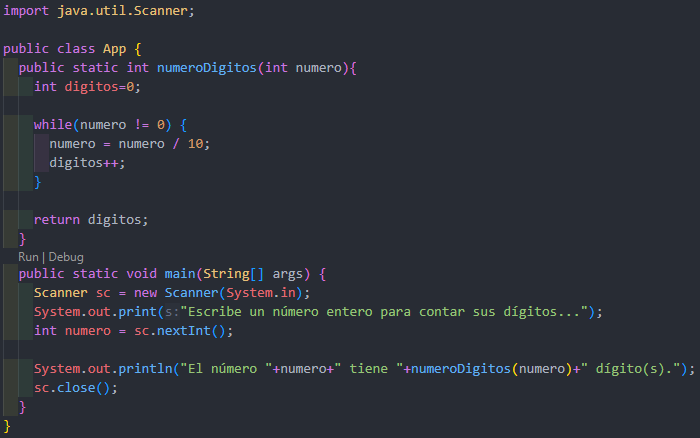 import java.util.Scanner;
public class App {
public static int numeroDigitos(int numero){
int digitos=0;
while(numero != 0) {
numero = numero / 10;
digitos++;
}
return digitos;
}
Run | Debug
public static void main(String[] args) {
Scanner sc = new Scanner(System.in);
System.out.print(s:"Escribe un número entero para contar sus dígitos...");
int numero = sc.nextInt();
System.out.println("El número "+numero+" tiene "+numeroDigitos(numero)+" dígito(s).");
sc.close();
}
}